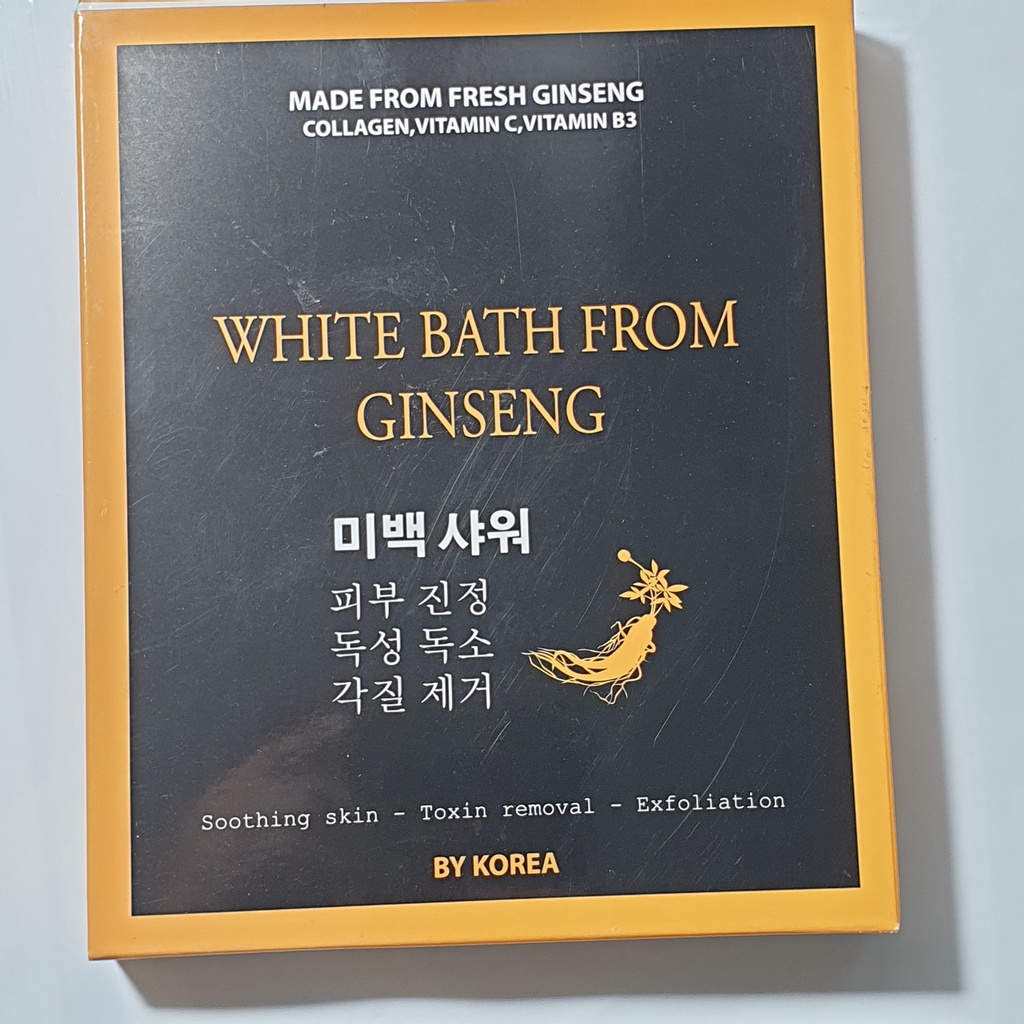 MADE FROM FRESH GINSENG
COLLAGEN,VITAMIN C,VITAMIN B3
WHITE BATH FROM
GINSENG
미백 샤워
피부 진정
독성 독소
각질 제거
Soothing skin - Toxin removal - Exfoliation
BY KOREA